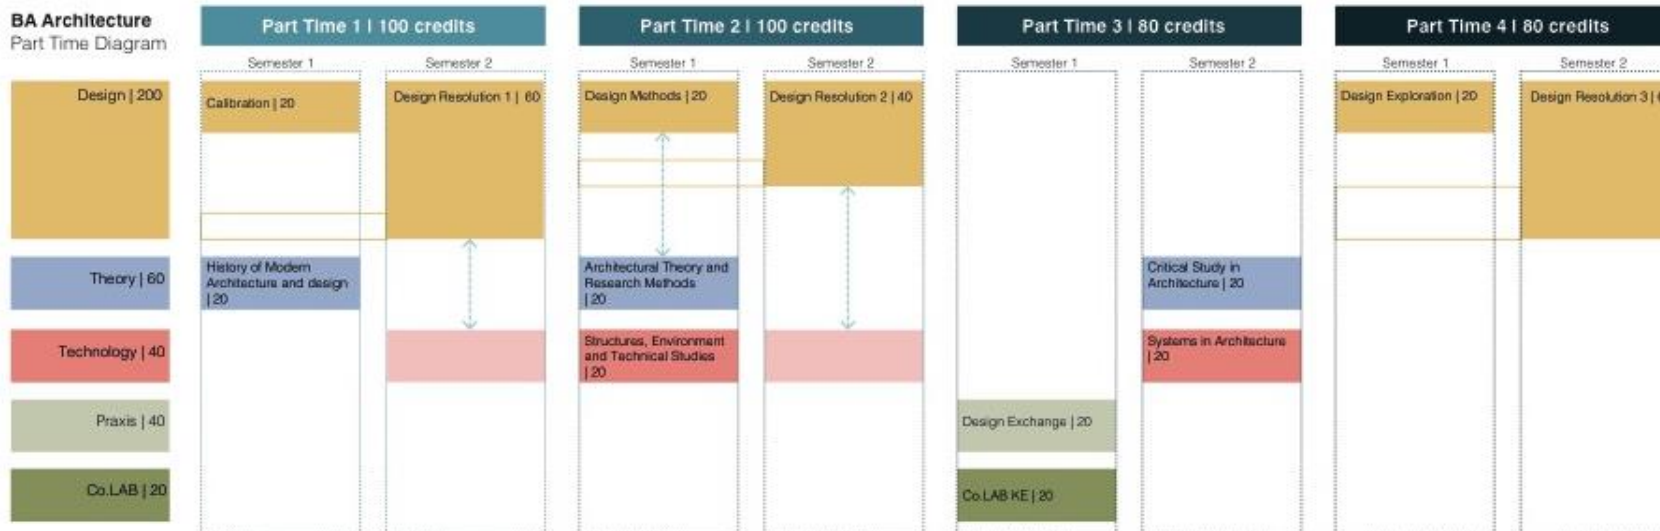 BA Architecture
Part Time Diagram
Part Time 1 | 100 credits
Part Time 2 | 100 credits
Part Time 3 | 80 credits
Part Time 4 | 80 credits
Semester 1
Semester 2
Semester 1
Semester 2
Semester 1
Semester 2
Semester 1
Semester 2
Design | 200
Calibration | 20
Design Resolution 1 | 60
Design Methods | 20
Design Resolution 2 | 40
Design Exploration | 20
Design Resolution 3 |
Theory | 60
History of Modern
Architecture and design
| 20
Architectural Theory and
Research Methods
| 20
Critical Study in
Architecture | 20
Technology | 40
Structures, Environment
and Technical Studies
| 20
Systems in Architecture
| 20
Praxis | 40
Design Exchange | 20
Co.LAB | 20
Co.LAB KE | 20